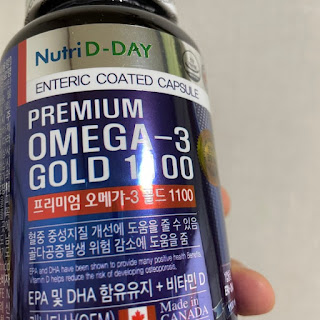 Nutri D-DAY
ENTERIC COATED CAPSULE
PREMIUM
OMEGA-3
GOLD 1100
프리미엄 오메가-3 골드 1100
혈중 중성지질 개선에 도움을 줄 수 있음
골다공증발생 위험 감소에 도움을 줌
EPA and DHA have been shown to provide many positive health Benefits.
Vitamin D helps reduce the risk of developing osteoporosis.
EPA 및 DHA 함유유지 + 비타민 D
Made in
CANADA